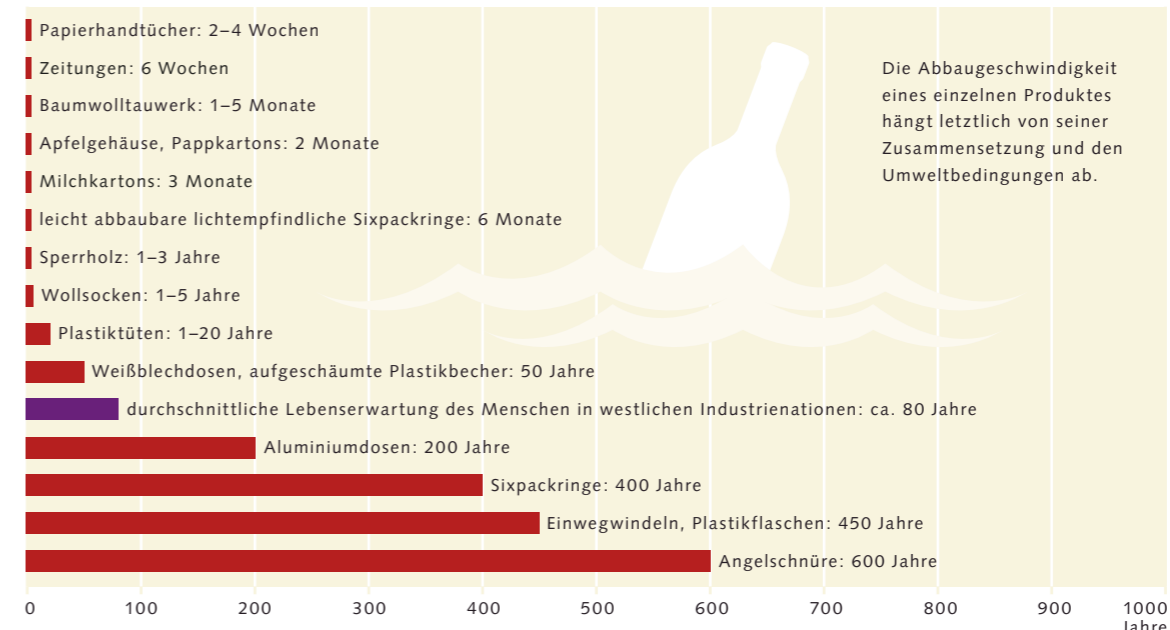 Papierhandtücher: 2–4 Wochen
Zeitungen: 6 Wochen
Baumwolltauwerk: 1–5 Monate
Apfelgehäuse, Pappkartons: 2 Monate
Milchkartons: 3 Monate
leicht abbaubare lichtempfindliche Sixpackringe: 6 Monate
Sperrholz: 1–3 Jahre
Wollsocken: 1–5 Jahre
Plastiktüten: 1–20 Jahre
Weißblechdosen, aufgeschäumte Plastikbecher: 50 Jahre
durchschnittliche Lebenserwartung des Menschen in westlichen Industrienationen: ca. 80 Jahre
Aluminiumdosen: 200 Jahre
Sixpackringe: 400 Jahre
Einwegwindeln, Plastikflaschen: 450 Jahre
Angelschnüre: 600 Jahre
Die Abbaugeschwindigkeit
eines einzelnen Produktes
hängt letztlich von seiner
Zusammensetzung und den
Umweltbedingungen ab.
0 100 200 300 400 500 600 700 800 900 1000
Jahre